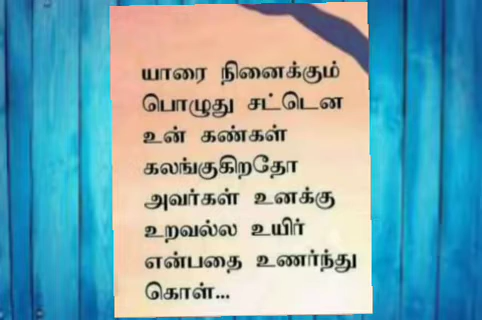 யாரை நினைக்கும்
பொழுது சட்டென
உன் கண்கள்
கலங்குகிறதோ
அவர்கள் உனக்கு
உறவல்ல உயிர்
என்பதை உணர்ந்து
கொள்...